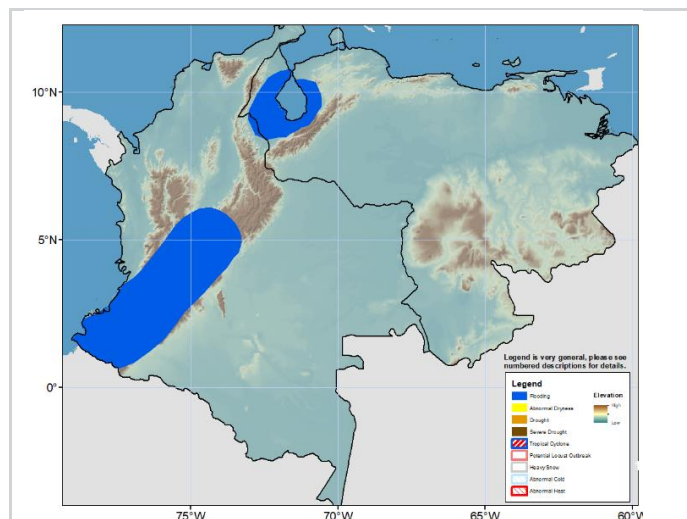 10°N
5°N
0°
75°W
70°W
65°W
60°W
Legend is very general, please see
numbered descriptions for details.
Legend
Flooding
Abnormal Dryness
Drought
Severe Drought
Tropical Cyclone
Potential Locust Outbreak
Heavy Snow
Abnormal Cold
Abnormal Heat
Elevation
High
Low